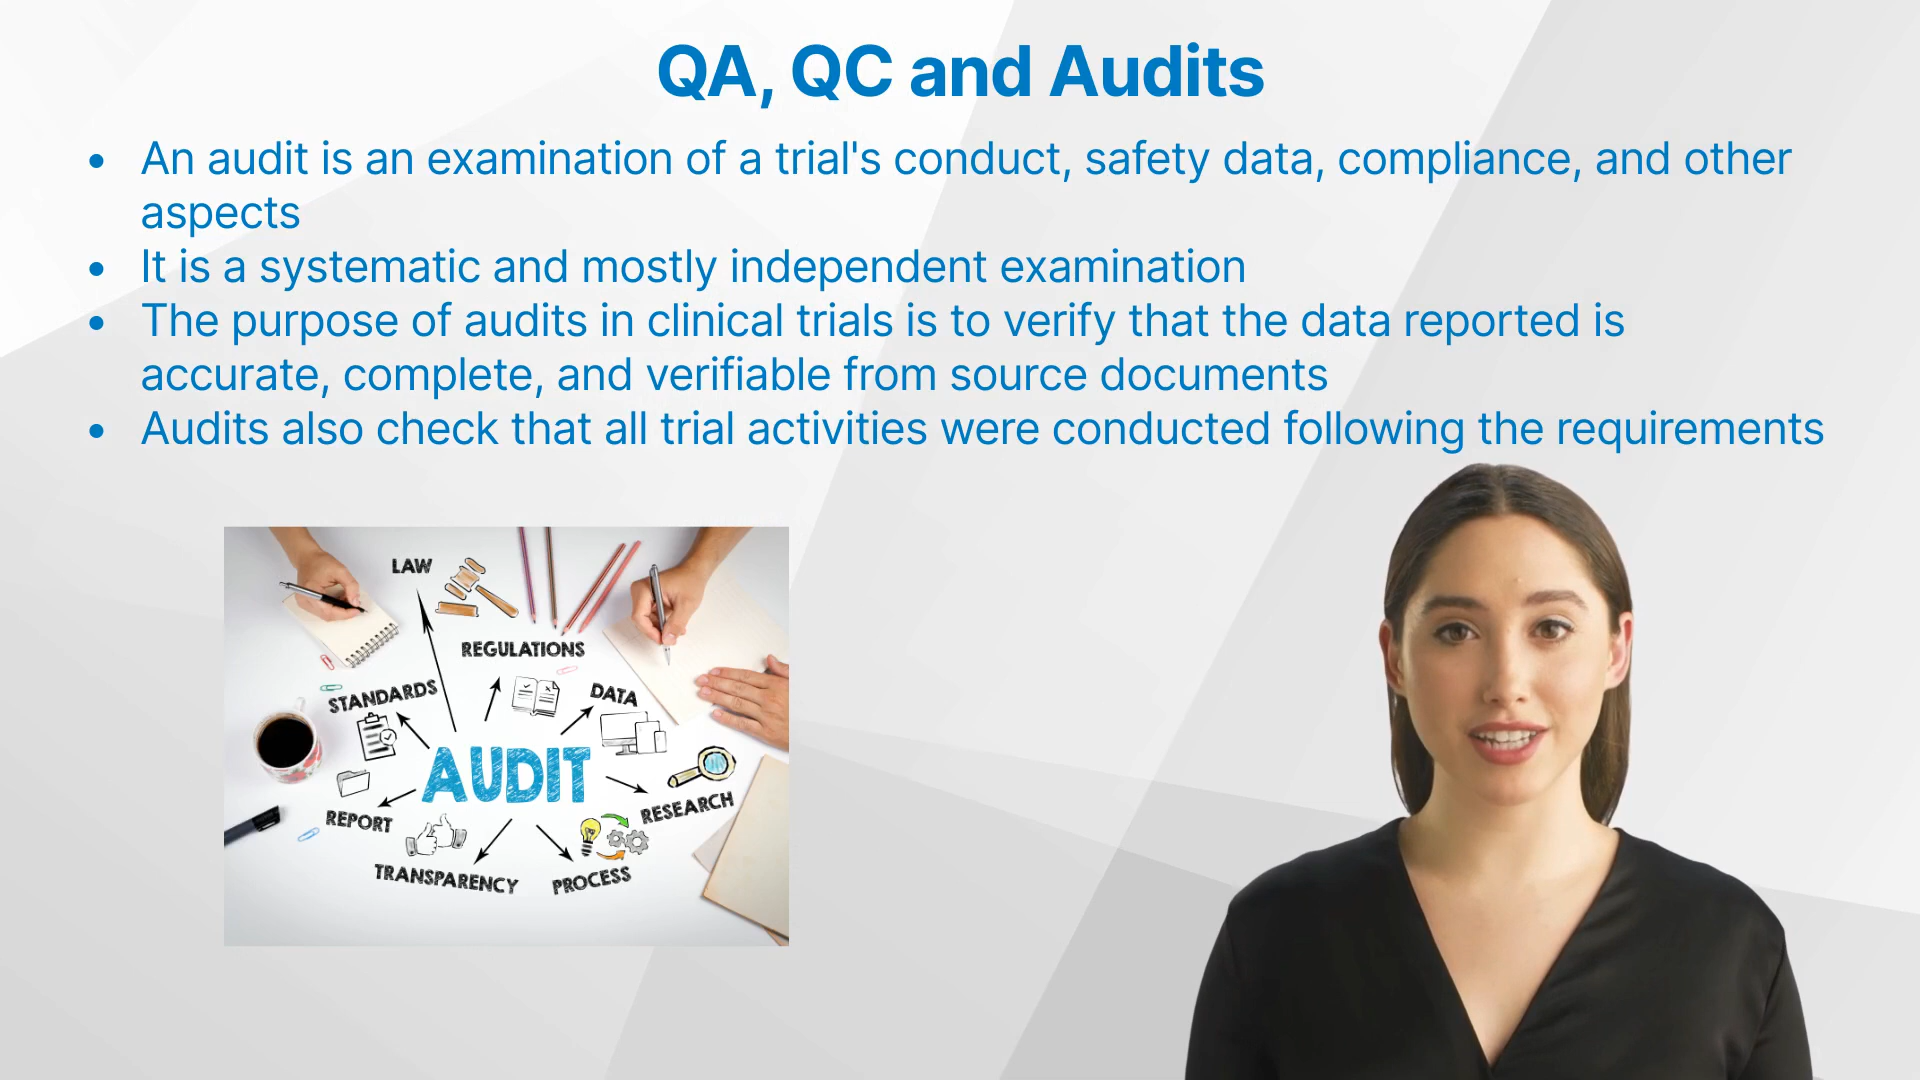 QA, QC and Audits
• An audit is an examination of a trial's conduct, safety data, compliance, and other
aspects
• It is a systematic and mostly independent examination
• The purpose of audits in clinical trials is to verify that the data reported is
accurate, complete, and verifiable from source documents
• Audits also check that all trial activities were conducted following the requirements
LAW
REGULATIONS
STANDARDS
DATA
AUDIT
RESEARCH
REPORT
TRANSPARENCY
PROCESS